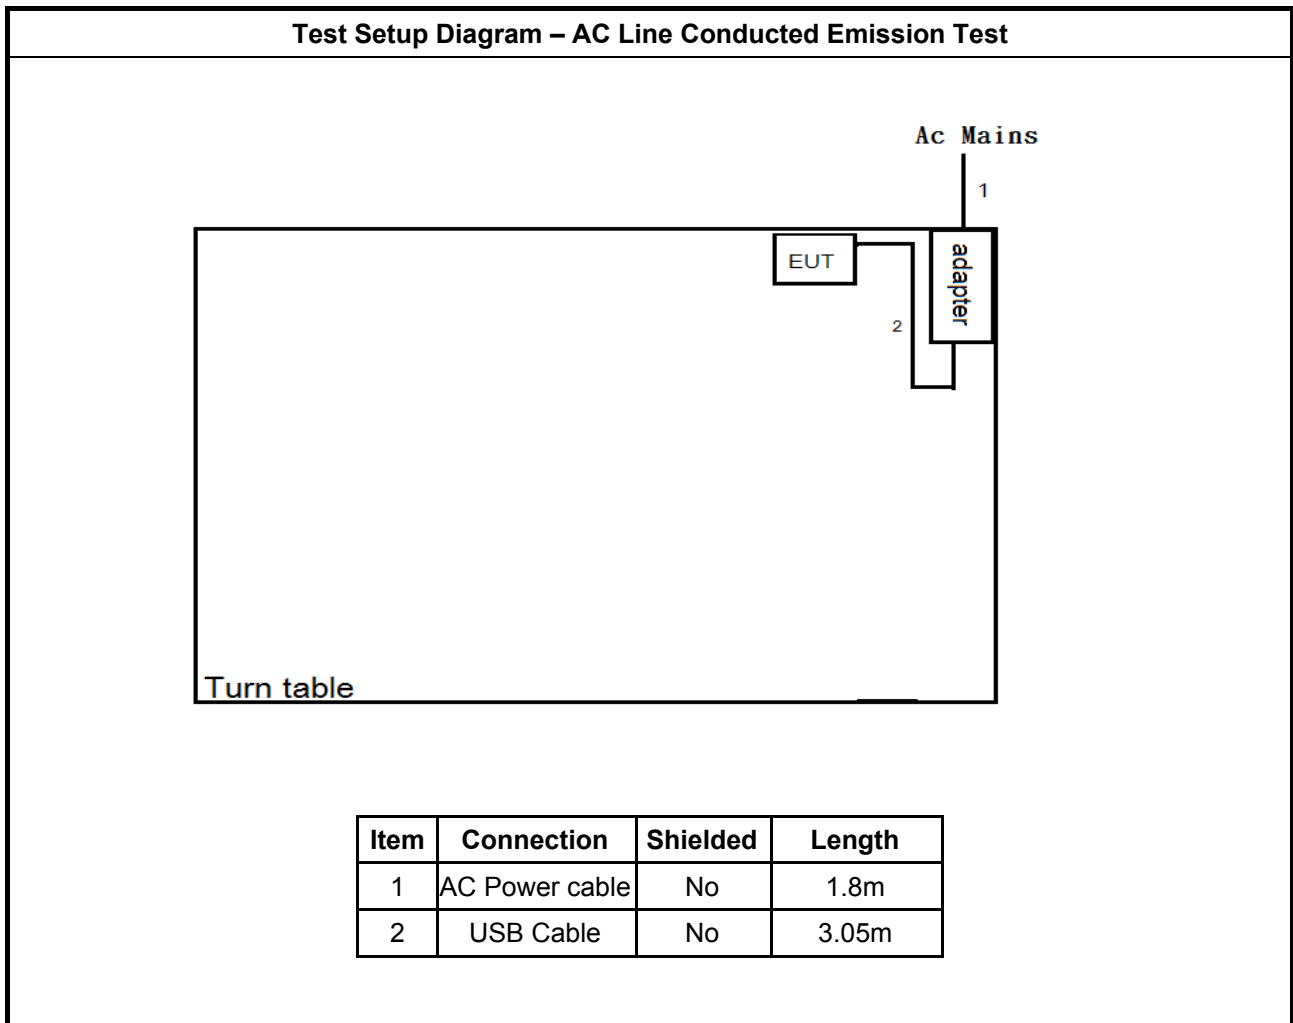 Test Setup Diagram – AC Line Conducted Emission Test
Ac Mains
1
EUT
adapter
2
Turn table
Item Connection Shielded Length
1 AC Power cable No 1.8m
2 USB Cable No 3.05m